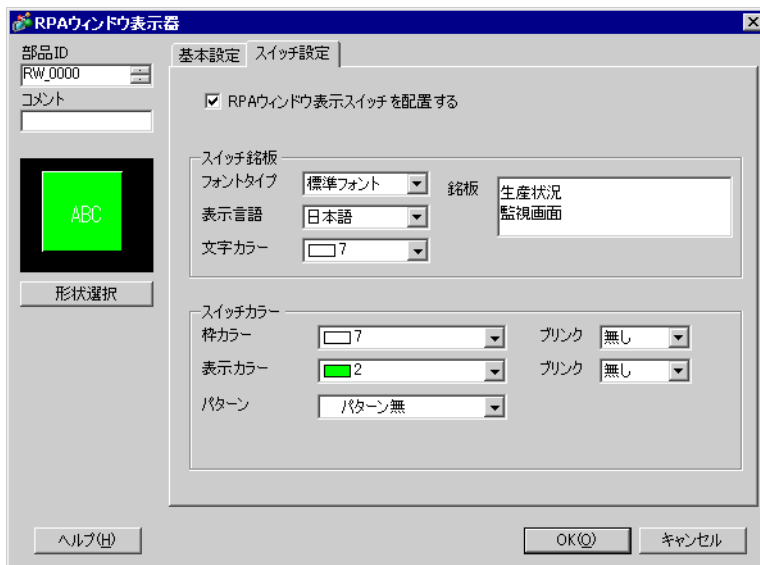 RPAウィンドウ表示器
部品ID
RW_0000
コメント
ABC
形状選択
基本設定 スイッチ設定
RPAウィンドウ表示スイッチを配置する
スイッチ銘板
フォントタイプ 標準フォント 銘板
生産状況
監視画面
表示言語 日本語
文字カラー 7
スイッチカラー
枠カラー 7 ブリンク 無し
表示カラー 2 ブリンク 無し
パターン パターン無
ヘルプ(H) OK(O) キャンセル